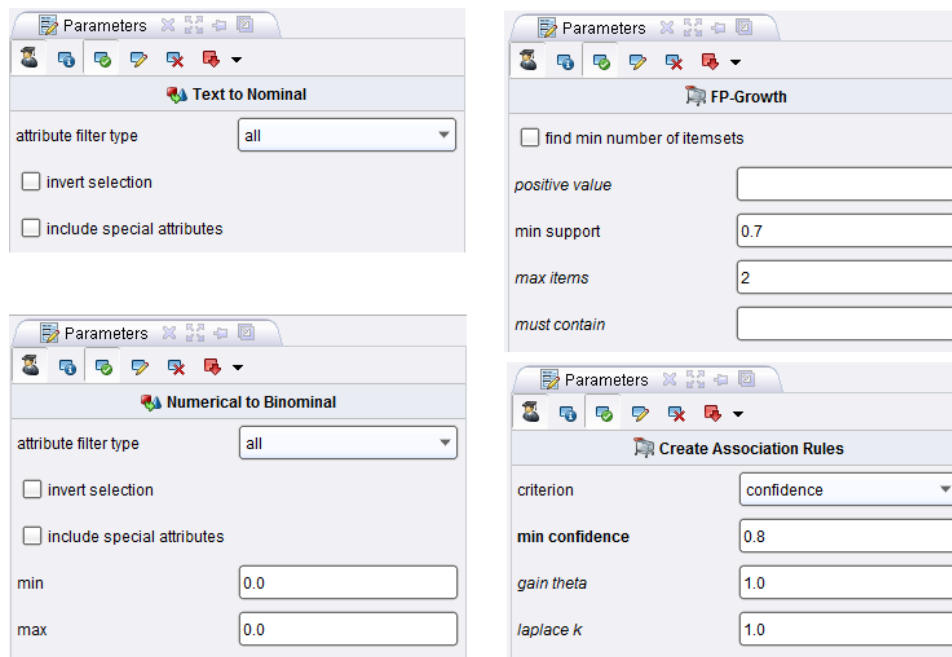 Parameters
Text to Nominal
attribute filter type all
invert selection
include special attributes
Parameters
FP-Growth
find min number of itemsets
positive value
min support 0.7
max items 2
must contain
Parameters
Numerical to Binominal
attribute filter type all
invert selection
include special attributes
min 0.0
max 0.0
Parameters
Create Association Rules
criterion confidence
min confidence 0.8
gain theta 1.0
laplace k 1.0